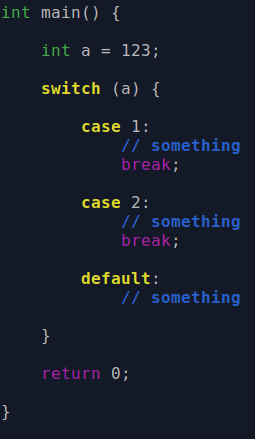 int main() {
int a = 123;
switch (a) {
case 1:
// something
break;
case 2:
// something
break;
default:
// something
}
return 0;
}